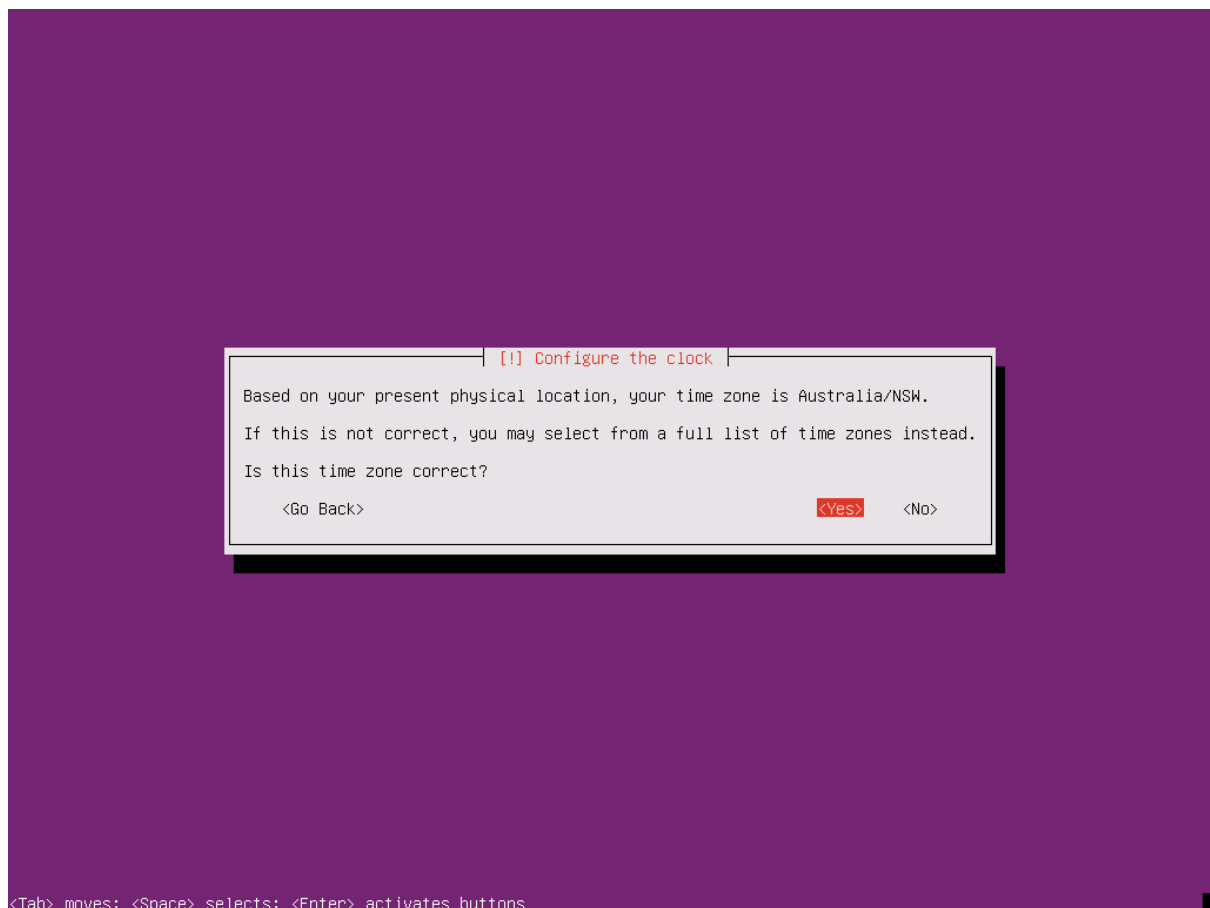 [!] Configure the clock
Based on your present physical location, your time zone is Australia/NSW.
If this is not correct, you may select from a full list of time zones instead.
Is this time zone correct?
<Go Back> <Yes> <No>
<Tab> moves; <Space> selects; <Enter> activates buttons